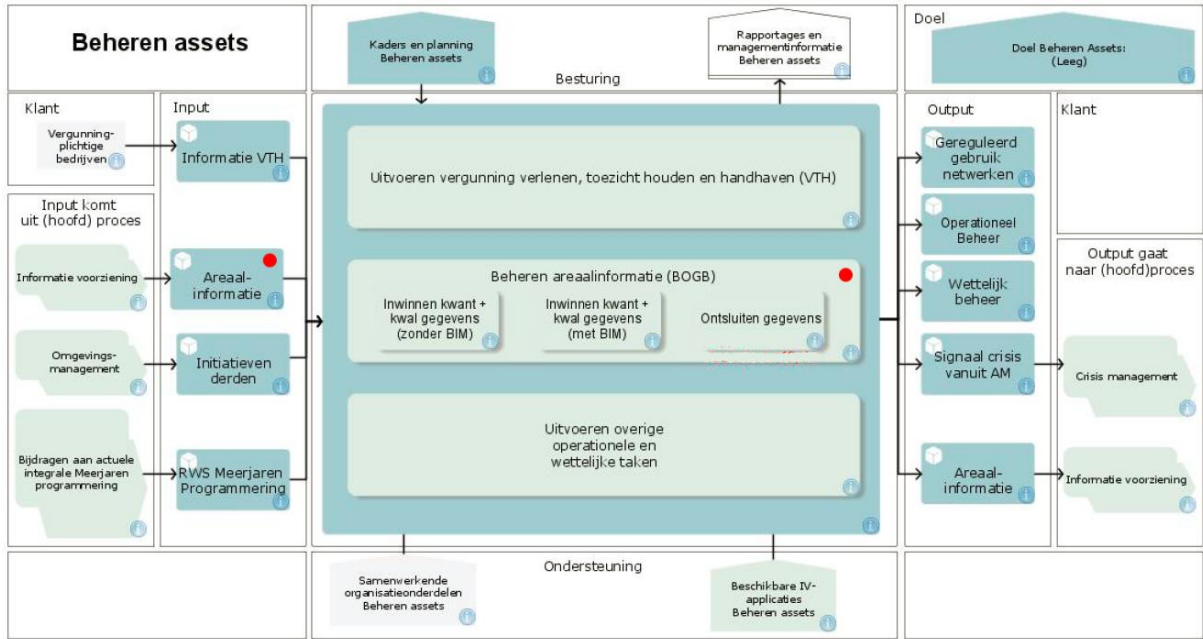 Beheren assets
Kaders en planning
Beheren assets
Besturing
Rapportages en
managementinformatie
Beheren assets
Doel
Doel Beheren Assets:
(Leeg)
Klant
Vergunning-
plichtige
bedrijven
Input komt
uit (hoofd) proces
Informatie voorziening
Omgevings-
management
Bijdragen aan actuele
integrale Meerjaren
programmering
Input
Informatie VTH
Areaal-
informatie
Initiatieven
derden
RWS Meerjaren
Programmering
Uitvoeren vergunning verlenen, toezicht houden en handhaven (VTH)
Beheren areaalinformatie (BOGB)
Inwinnen kwant +
kwal gegevens
(zonder BIM)
Inwinnen kwant +
kwal gegevens
(met BIM)
Ontsluiten gegevens
Uitvoeren overige
operationele en
wettelijke taken
Output
Gereguleerd
gebruik
netwerken
Operationeel
Beheer
Wettelijk
beheer
Signaal crisis
vanuit AM
Areaal-
informatie
Klant
Output gaat
naar (hoofd)proces
Crisis management
Informatie voorziening
Ondersteuning
Samenwerkende
organisatieonderdelen
Beheren assets
Beschikbare IV-
applicaties
Beheren assets